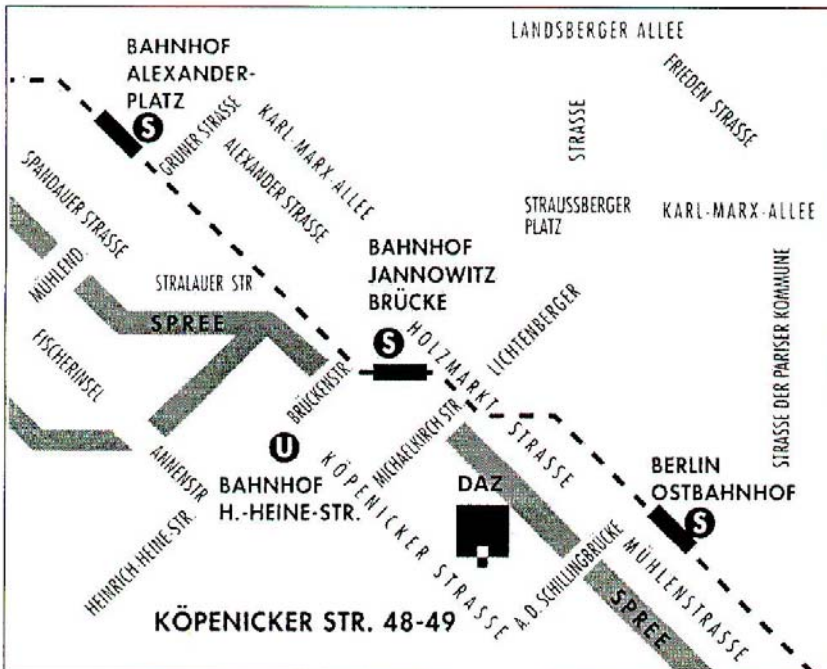 LANDSBERGER ALLEE
BAHNHOF
ALEXANDER-
PLATZ
S
FRIEDEN STRASSE
GRUNER STRASSE
KARL-MARX-ALLEE
ALEXANDER STRASSE
STRASSE
SPANDAUER STRASSE
STRAUSSBERGER
PLATZ
KARL-MARX-ALLEE
BAHNHOF
JANNOWITZ
BRÜCKE
S
MÜHLEND.
STRALAUER STR
SPREE
LICHTENBERGER
HOLZMARKT STRASSE
STRASSE DER PARISER KOMMUNE
FISCHERINSEL
BRÜCKENSTR.
MICHAELKIRCH STR
U
BAHNHOF
H.-HEINE-STR.
ANNENSTR
KÖPENICKER STRASSE
DAZ
BERLIN
OSTBAHNHOF
S
HEINRICH-HEINE-STR.
A.D. SCHILLINGBRÜCKE
MÜHLENSTRASSE
SPREE
KÖPENICKER STR. 48-49